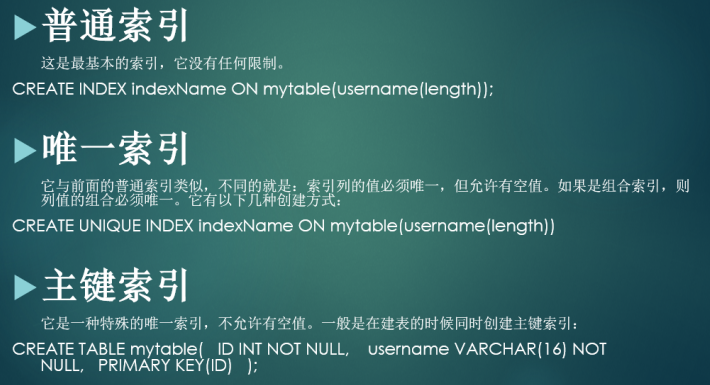 普通索引
这是最基本的索引，它没有任何限制。
CREATE INDEX indexName ON mytable(username(length));
唯一索引
它与前面的普通索引类似，不同的就是：索引列的值必须唯一，但允许有空值。如果是组合索引，则
列值的组合必须唯一。它有以下几种创建方式：
CREATE UNIQUE INDEX indexName ON mytable(username(length))
主键索引
它是一种特殊的唯一索引，不允许有空值。一般是在建表的时候同时创建主键索引：
CREATE TABLE mytable( ID INT NOT NULL, username VARCHAR(16) NOT
NULL, PRIMARY KEY(ID) );